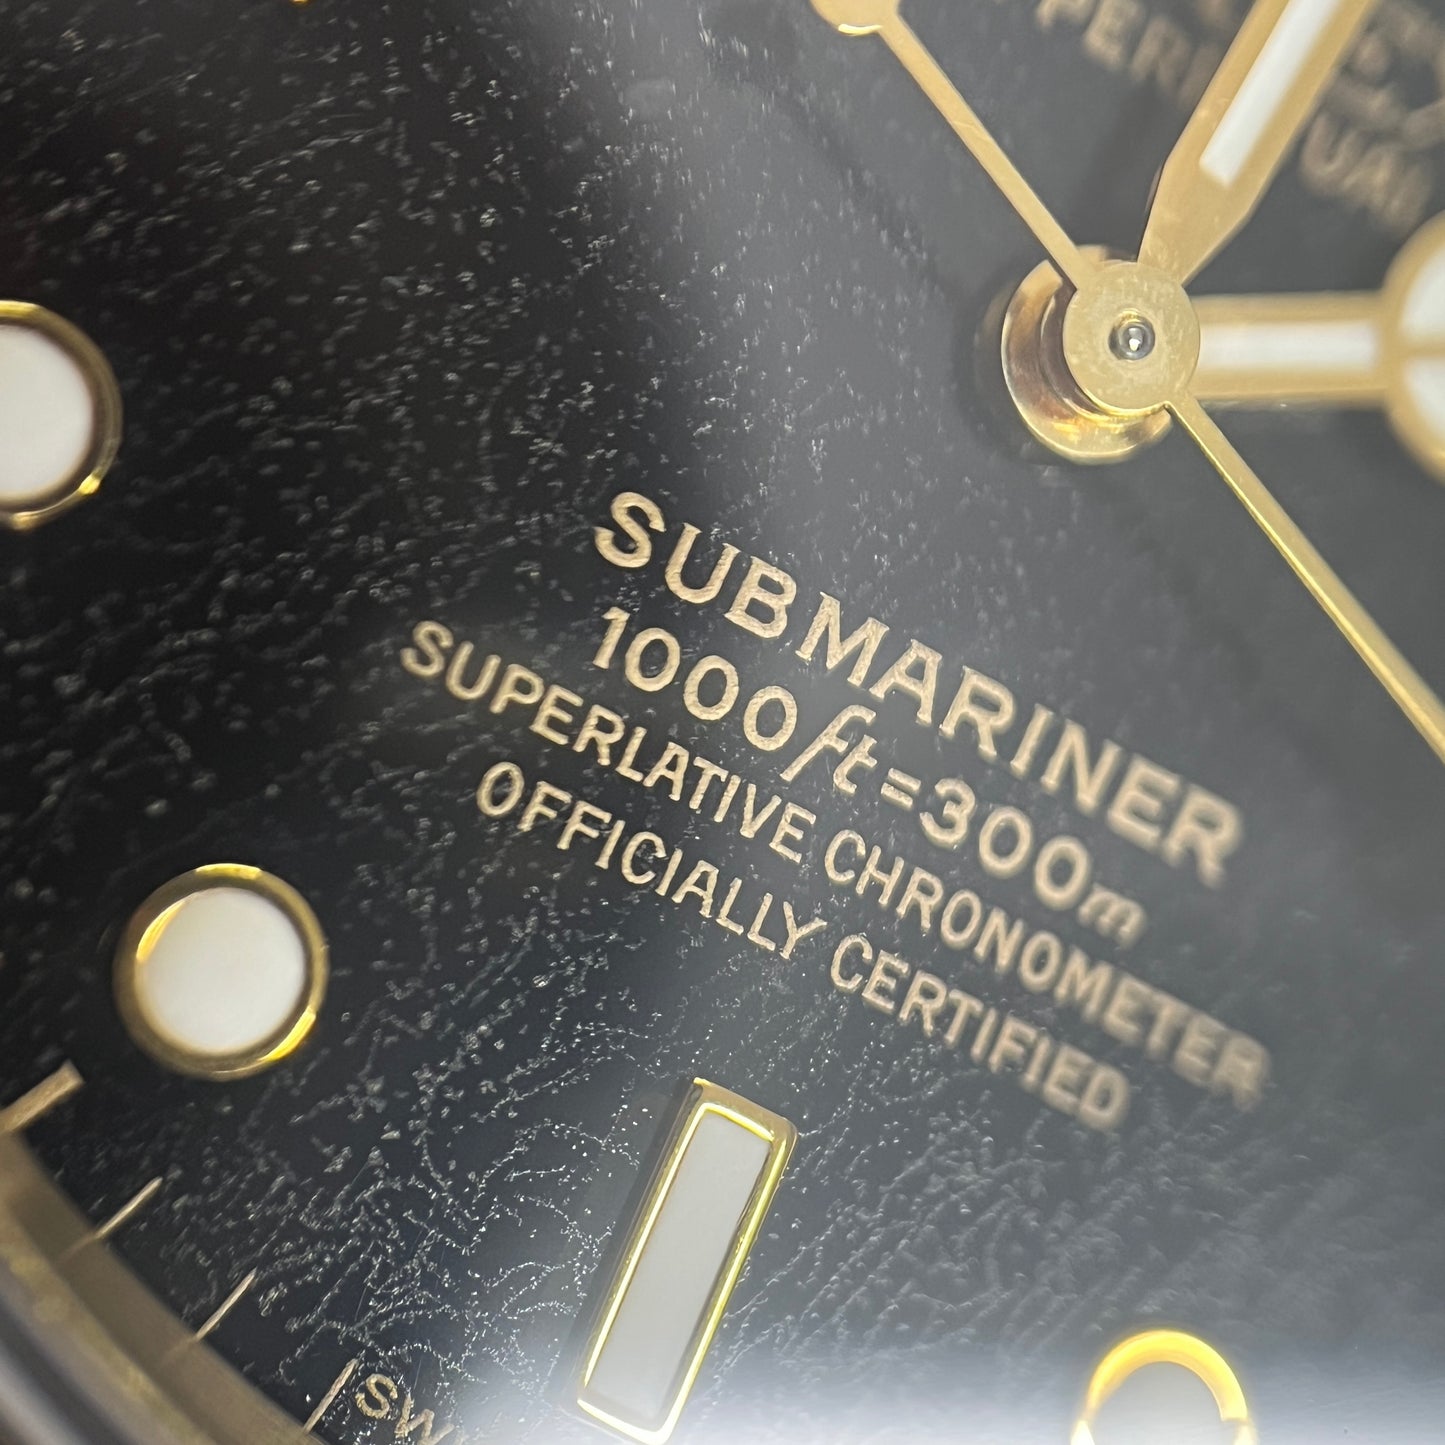 SUBMARINER
1000ft=300m
SUPERLATIVE CHRONOMETER
OFFICIALLY CERTIFIED